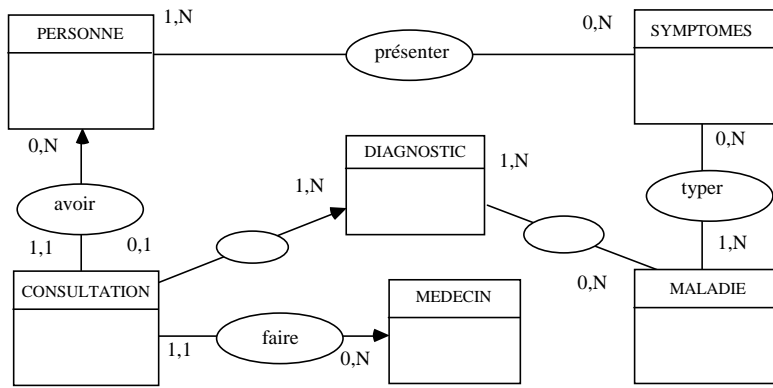 PERSONNE
1,N
présenter
0,N
SYMPTOMES
0,N
DIAGNOSTIC
0,N
1,N
1,N
typer
avoir
1,1
0,1
1,N
CONSULTATION
MEDECIN
0,N
MALADIE
faire
1,1
0,N